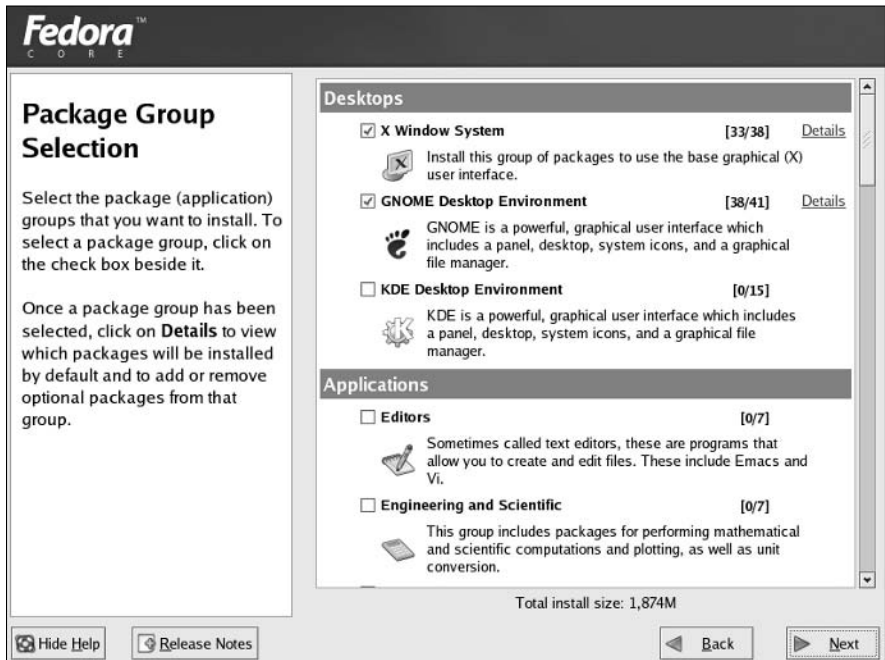 Fedora™
CORE
Package Group
Selection
Select the package (application)
groups that you want to install. To
select a package group, click on
the check box beside it.
Once a package group has been
selected, click on Details to view
which packages will be installed
by default and to add or remove
optional packages from that
group.
Desktops
X Window System [33/38] Details
Install this group of packages to use the base graphical (X)
user interface.
GNOME Desktop Environment [38/41] Details
GNOME is a powerful, graphical user interface which
includes a panel, desktop, system icons, and a graphical
file manager.
KDE Desktop Environment [0/15]
KDE is a powerful, graphical user interface which includes
a panel, desktop, system icons, and a graphical file
manager.
Applications
Editors [0/7]
Sometimes called text editors, these are programs that
allow you to create and edit files. These include Emacs and
Vi.
Engineering and Scientific [0/7]
This group includes packages for performing mathematical
and scientific computations and plotting, as well as unit
conversion.
Total install size: 1,874M
Hide Help
Release Notes
Back
Next